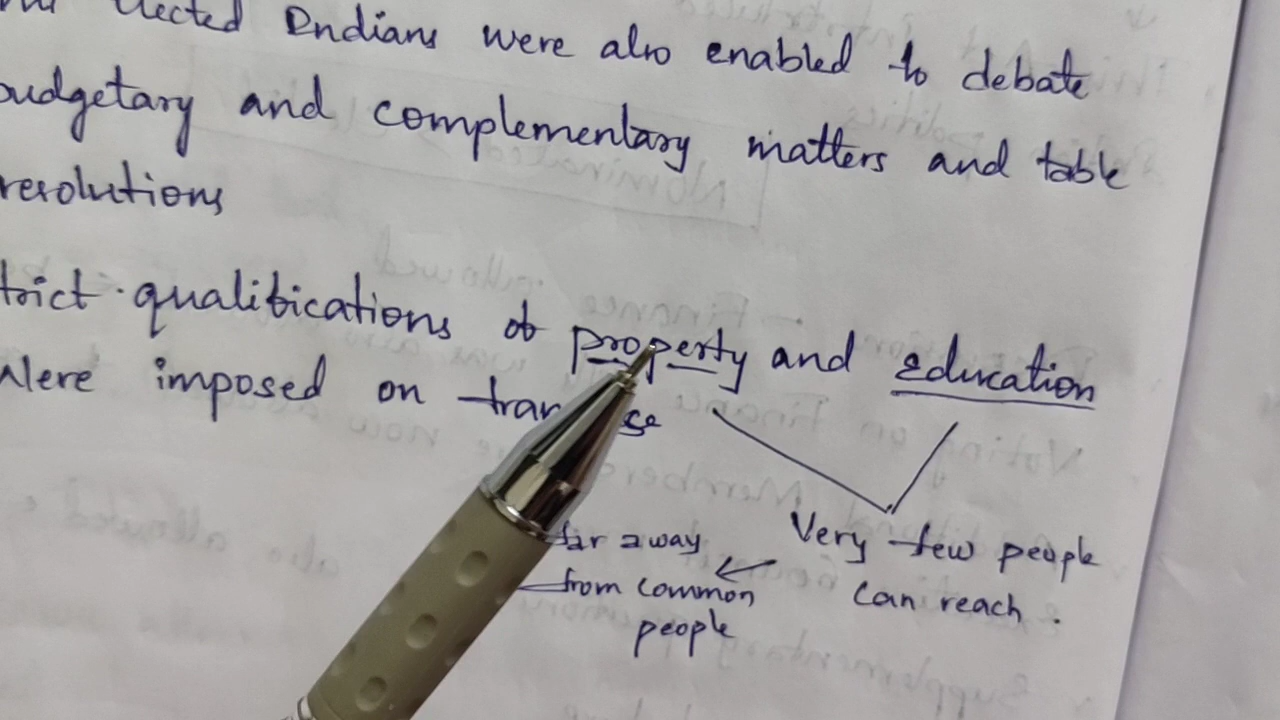 elected Indians were also enabled to debate
budgetary and complementary matters and table
resolutions
strict qualifications of property and education
Were imposed on
Very few people
can reach.
far away
from common
people